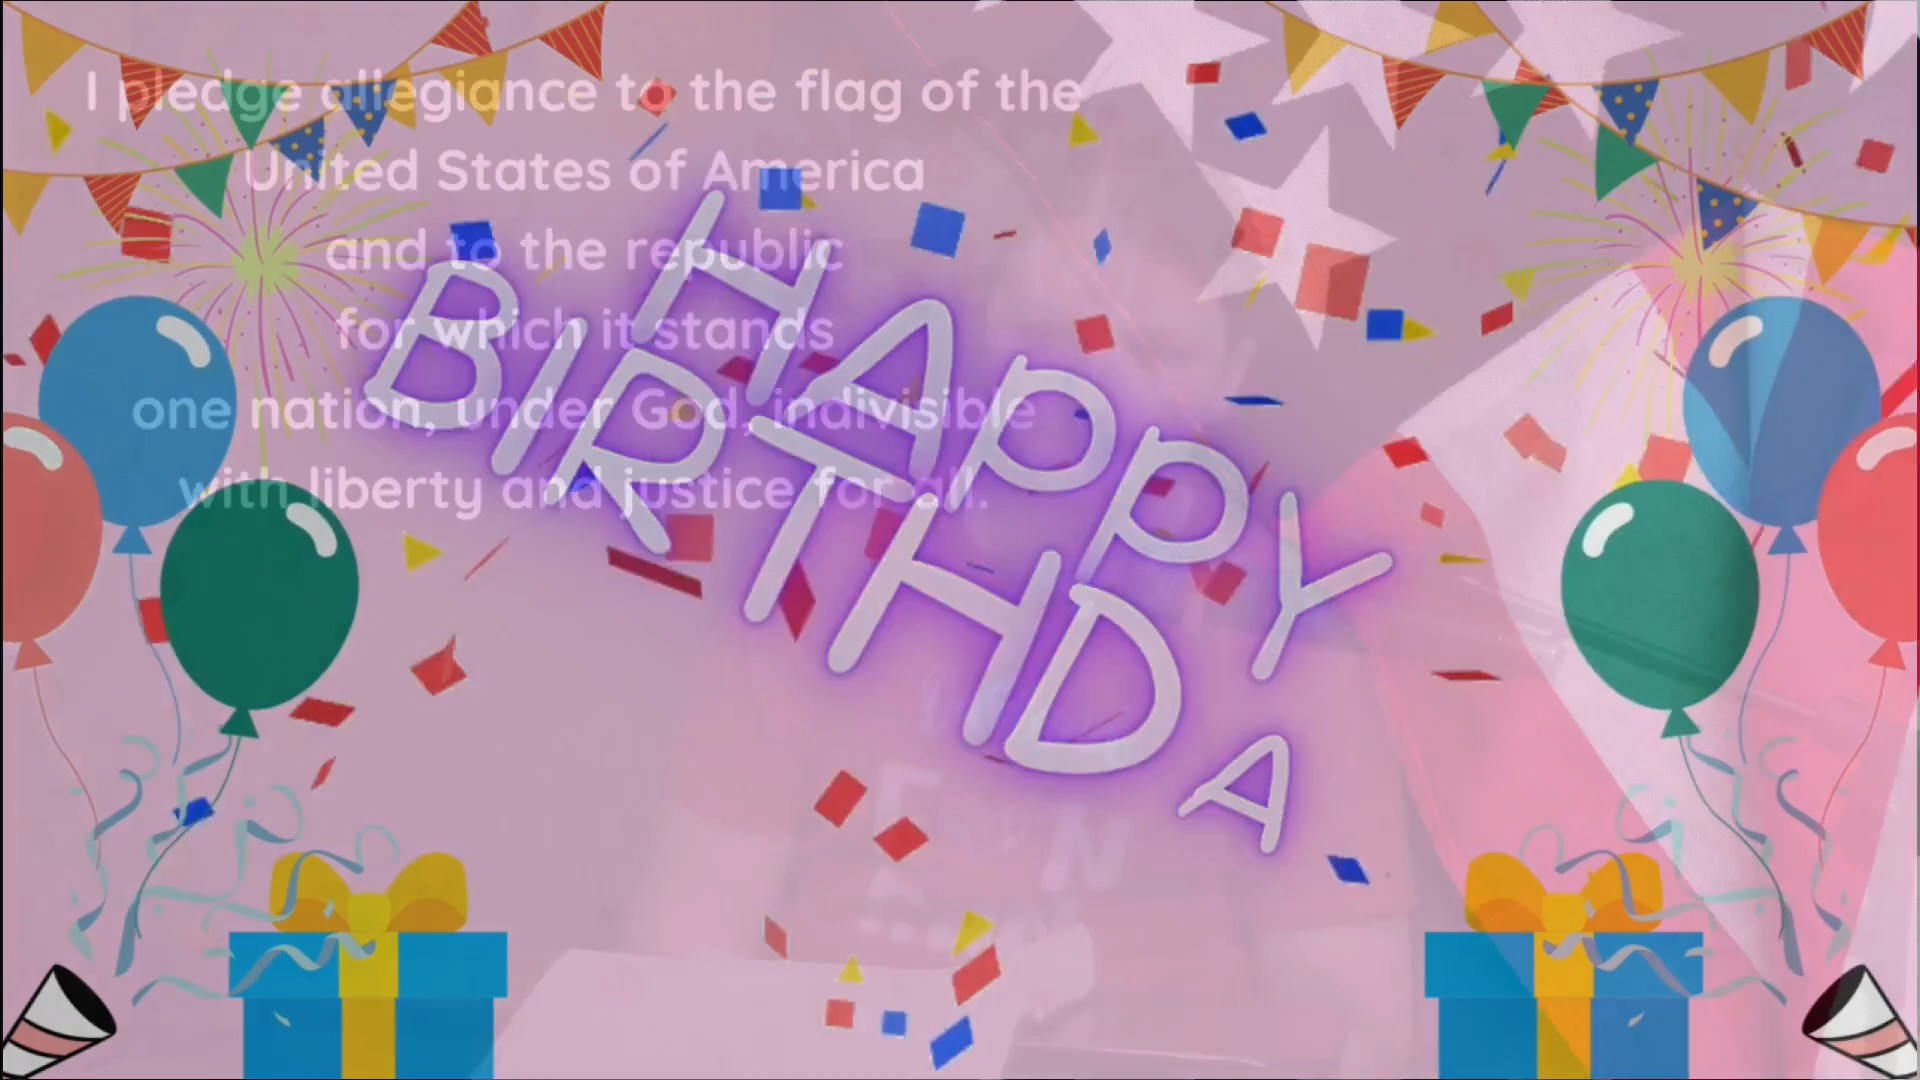 I pledge allegiance to the flag of the
United States of America
and to the republic
for which it stands
one nation, under God, indivisible
with liberty and justice for all.
HAPPY
BIRTHDA